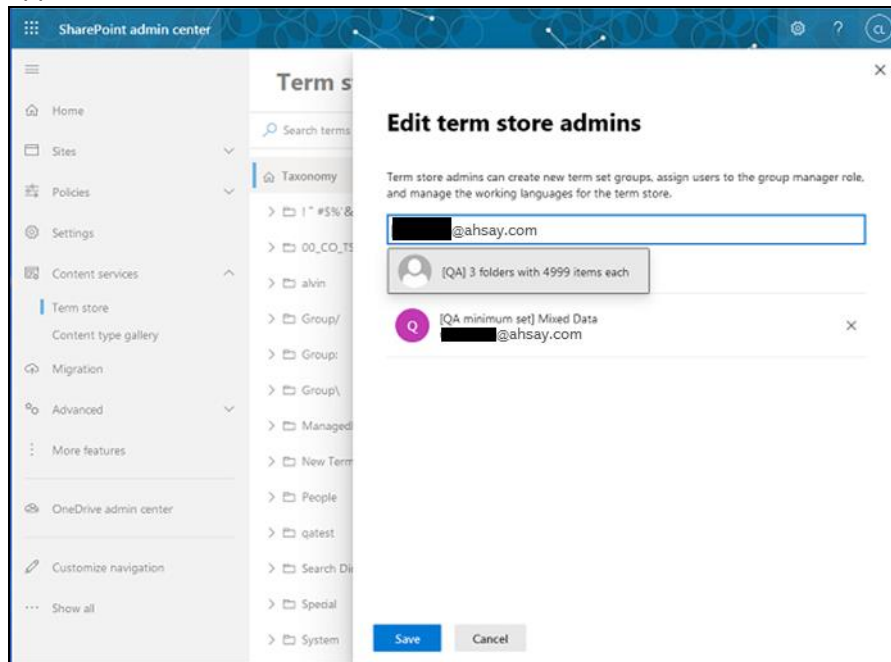 SharePoint admin center
?
CL
Home
Sites
Policies
Settings
Content services
Term store
Content type gallery
Migration
Advanced
More features
OneDrive admin center
Customize navigation
Show all
Term s
Search terms
Taxonomy
! " #$%'&
00_CO_TS
alvin
Group/
Group:
Group\
Managed
New Term
People
qatest
Search Di
Special
System
Edit term store admins
Term store admins can create new term set groups, assign users to the group manager role,
and manage the working languages for the term store.
@ahsay.com
[QA] 3 folders with 4999 items each
Q
[QA minimum set] Mixed Data
@ahsay.com
Save
Cancel